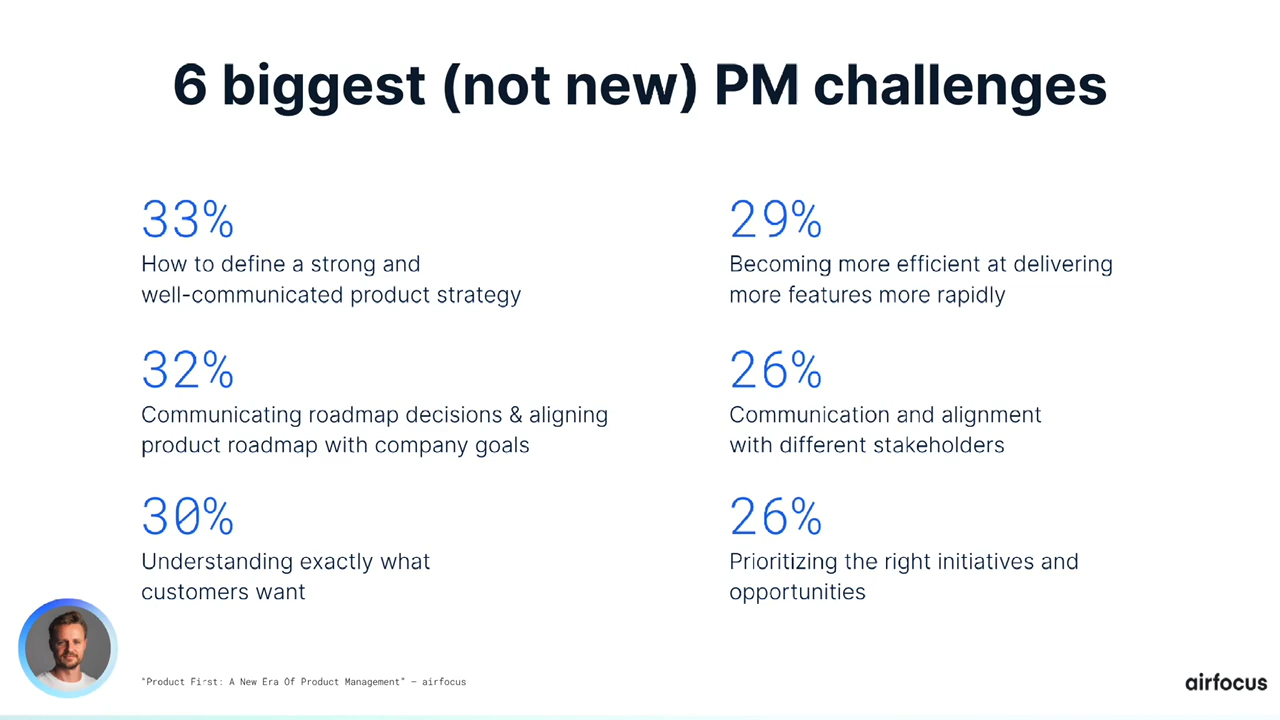 6 biggest (not new) PM challenges
33%
How to define a strong and
well-communicated product strategy
32%
Communicating roadmap decisions & aligning
product roadmap with company goals
30%
Understanding exactly what
customers want
29%
Becoming more efficient at delivering
more features more rapidly
26%
Communication and alignment
with different stakeholders
26%
Prioritizing the right initiatives and
opportunities
"Product First: A New Era Of Product Management" – airfocus
airfocus